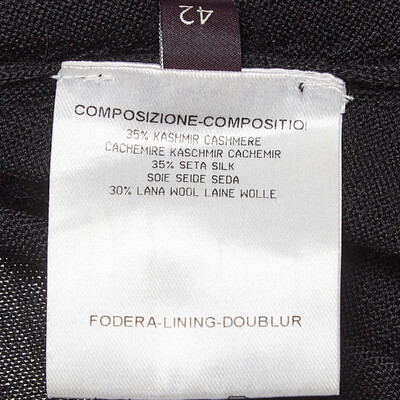 42
COMPOSIZIONE-COMPOSITIO
35% KASHMIR CASHMERE
CACHEMIRE KASCHMIR CACHEMIR
35% SETA SILK
SOIE SEIDE SEDA
30% LANA WOOL LAINE WOLLE
FODERA-LINING-DOUBLUR